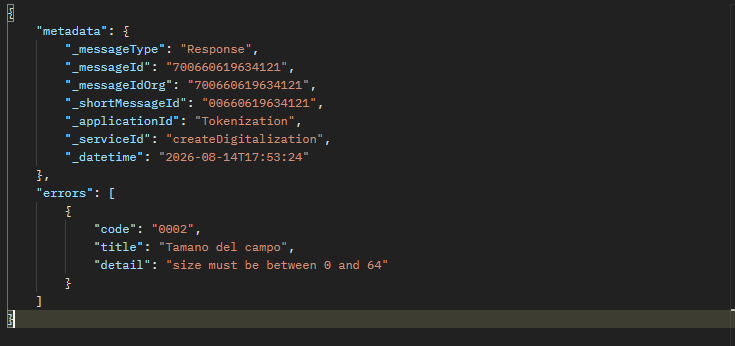 {
"metadata": {
"_messageType": "Response",
"_messageId": "700660619634121",
"_messageIdOrg": "700660619634121",
"_shortMessageId": "00660619634121",
"_applicationId": "Tokenization",
"_serviceId": "createDigitalization",
"_datetime": "2026-08-14T17:53:24"
},
"errors": [
{
"code": "0002",
"title": "Tamano del campo",
"detail": "size must be between 0 and 64"
}
]
}